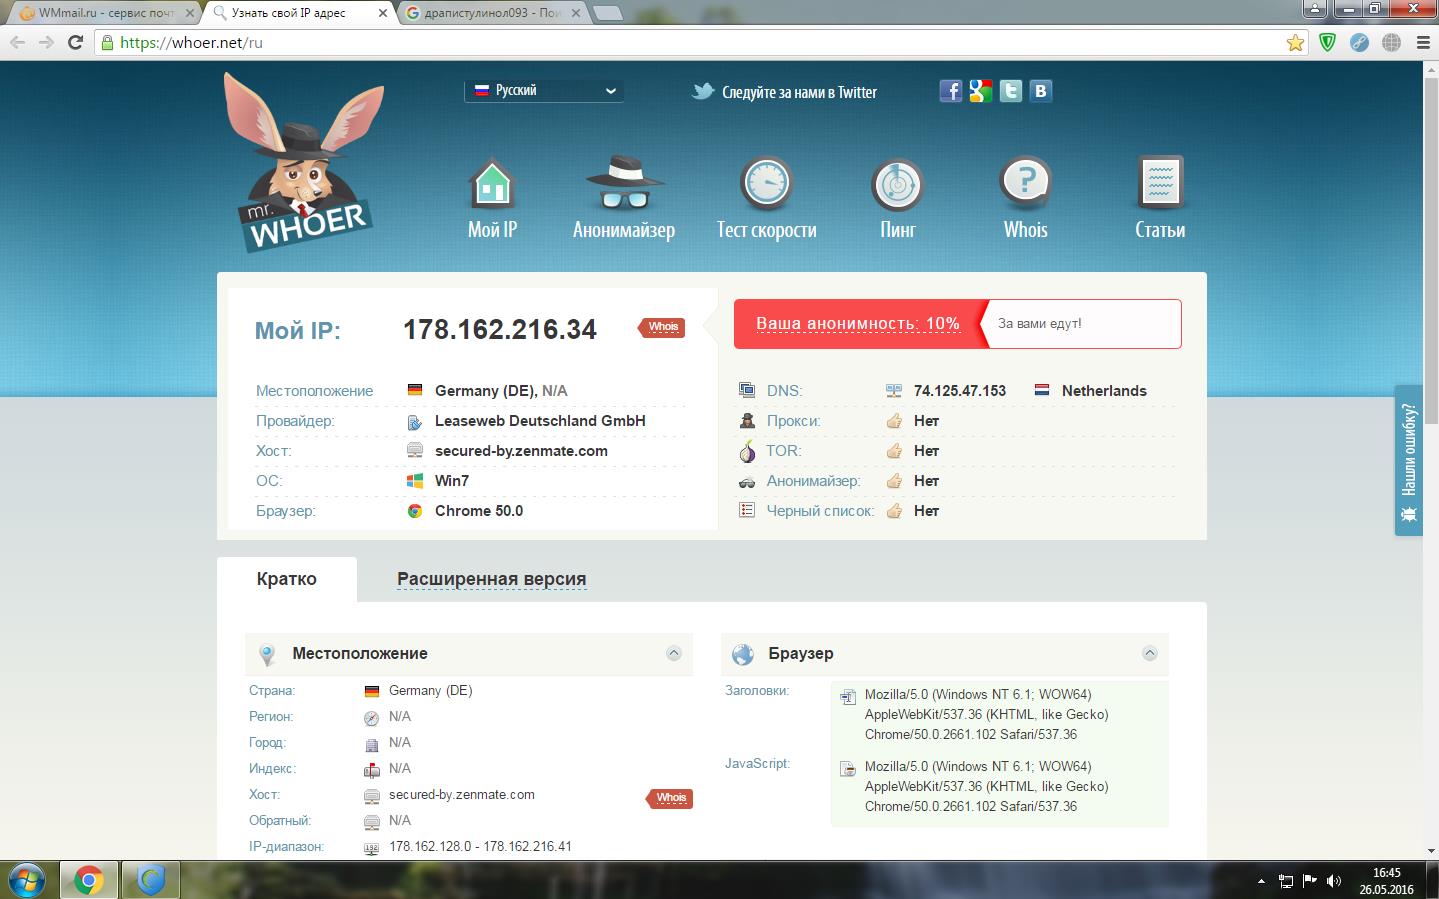 WMmail.ru - сервис почт
Узнать свой IP адрес
драпистулинол093 - Пои
https://whoer.net/ru
Русский
Следуйте за нами в Twitter
mr.
WHOER
Мой IP
Анонимайзер
Тест скорости
Пинг
Whois
Статьи
Мой IP:
178.162.216.34
Whois
Ваша анонимность: 10%
За вами едут!
Местоположение
Germany (DE), N/A
Провайдер:
Leaseweb Deutschland GmbH
Хост:
secured-by.zenmate.com
ОС:
Win7
Браузер:
Chrome 50.0
DNS:
74.125.47.153
Netherlands
Прокси:
Нет
TOR:
Нет
Анонимайзер:
Нет
Черный список:
Нет
Нашли ошибку?
Кратко
Расширенная версия
Местоположение
Страна:
Germany (DE)
Регион:
N/A
Город:
N/A
Индекс:
N/A
Хост:
secured-by.zenmate.com
Whois
Обратный:
N/A
IP-диапазон:
178.162.128.0 - 178.162.216.41
Браузер
Заголовки:
Mozilla/5.0 (Windows NT 6.1; WOW64)
AppleWebKit/537.36 (KHTML, like Gecko)
Chrome/50.0.2661.102 Safari/537.36
JavaScript:
Mozilla/5.0 (Windows NT 6.1; WOW64)
AppleWebKit/537.36 (KHTML, like Gecko)
Chrome/50.0.2661.102 Safari/537.36
16:45
26.05.2016